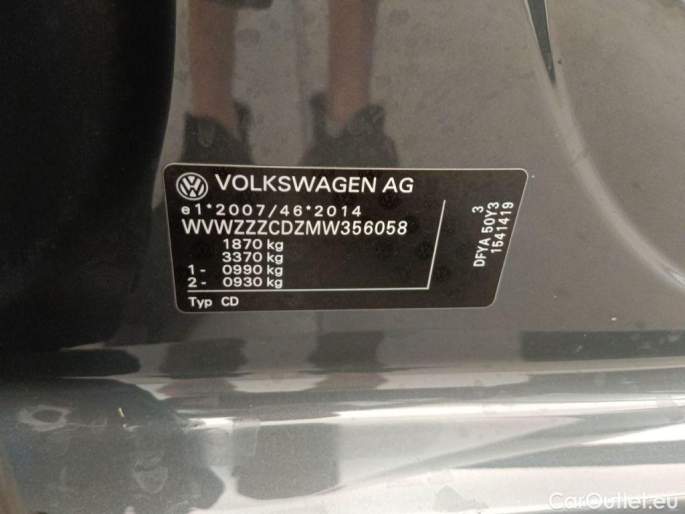 VOLKSWAGEN AG
e1*2007/46*2014
WVWZZZCDZMW356058
1870 kg
3370 kg
1- 0990 kg
2- 0930 kg
Typ CD
3
DFYA 50Y3
1541419
CarOutlet.eu